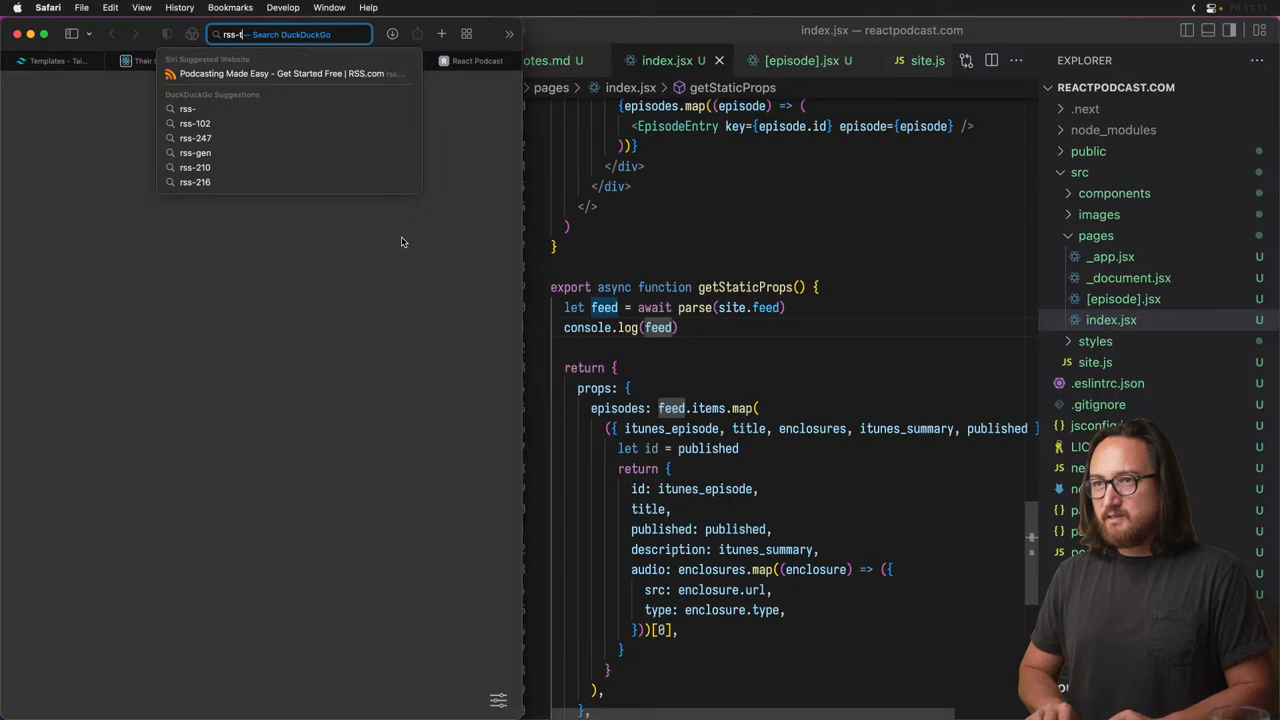 Safari File Edit View History Bookmarks Develop Window Help
Fri 11:11
rss-t — Search DuckDuckGo
index.jsx — reactpodcast.com
Templates - Tai...
Their S
React Podcast
Siri Suggested Website
Podcasting Made Easy - Get Started Free | RSS.com rss...
DuckDuckGo Suggestions
rss-
rss-102
rss-247
rss-gen
rss-210
rss-216
otes.md U
index.jsx U
[episode].jsx U
site.js
pages > index.jsx > getStaticProps
{episodes.map((episode) => (
<EpisodeEntry key={episode.id} episode={episode} />
))}
</div>
</div>
</>
)
}
export async function getStaticProps() {
let feed = await parse(site.feed)
console.log(feed)
return {
props: {
episodes: feed.items.map(
({ itunes_episode, title, enclosures, itunes_summary, published }
let id = published
return {
id: itunes_episode,
title,
published: published,
description: itunes_summary,
audio: enclosures.map((enclosure) => ({
src: enclosure.url,
type: enclosure.type,
}))[0],
}
}
),
},
EXPLORER
REACTPODCAST.COM
.next
node_modules
public
src
components
images
pages
_app.jsx U
_document.jsx U
[episode].jsx U
index.jsx U
styles
site.js U
.eslintrc.json U
.gitignore U
jsconfig U
LIC U
ne U
U
U
U
U
U